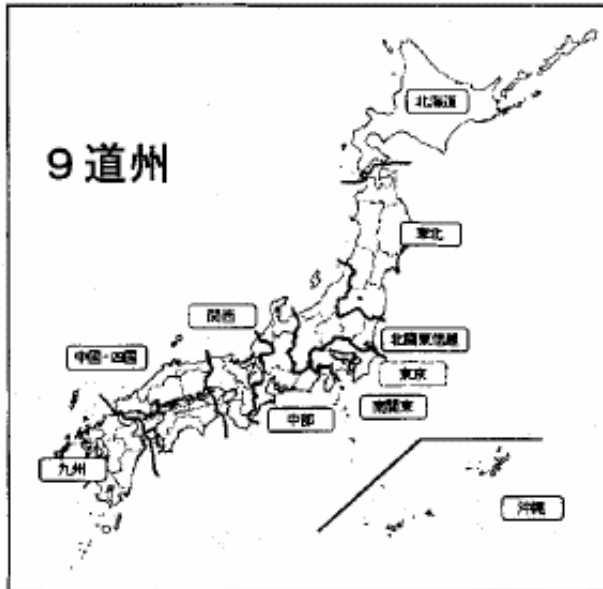 北海道
9道州
東北
関西
北関東信越
中国・四国
東京
南関東
中部
九州
沖縄